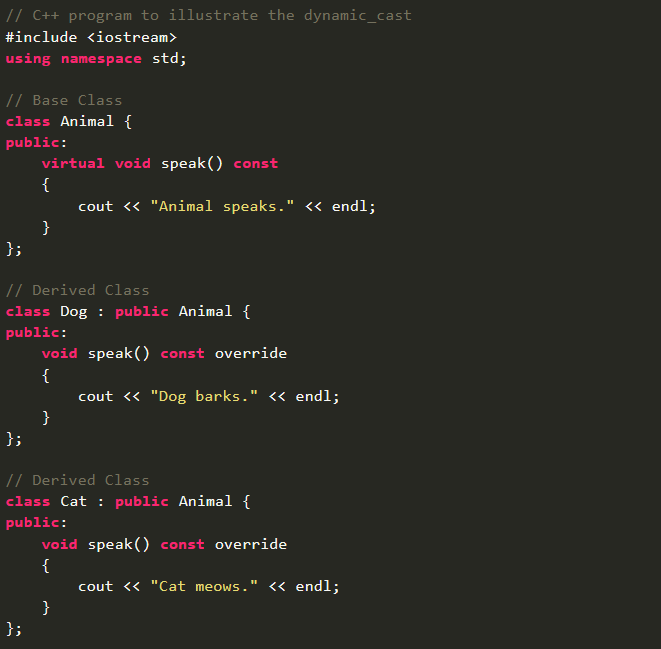 // C++ program to illustrate the dynamic_cast
#include <iostream>
using namespace std;

// Base Class
class Animal {
public:
    virtual void speak() const
    {
        cout << "Animal speaks." << endl;
    }
};

// Derived Class
class Dog : public Animal {
public:
    void speak() const override
    {
        cout << "Dog barks." << endl;
    }
};

// Derived Class
class Cat : public Animal {
public:
    void speak() const override
    {
        cout << "Cat meows." << endl;
    }
};